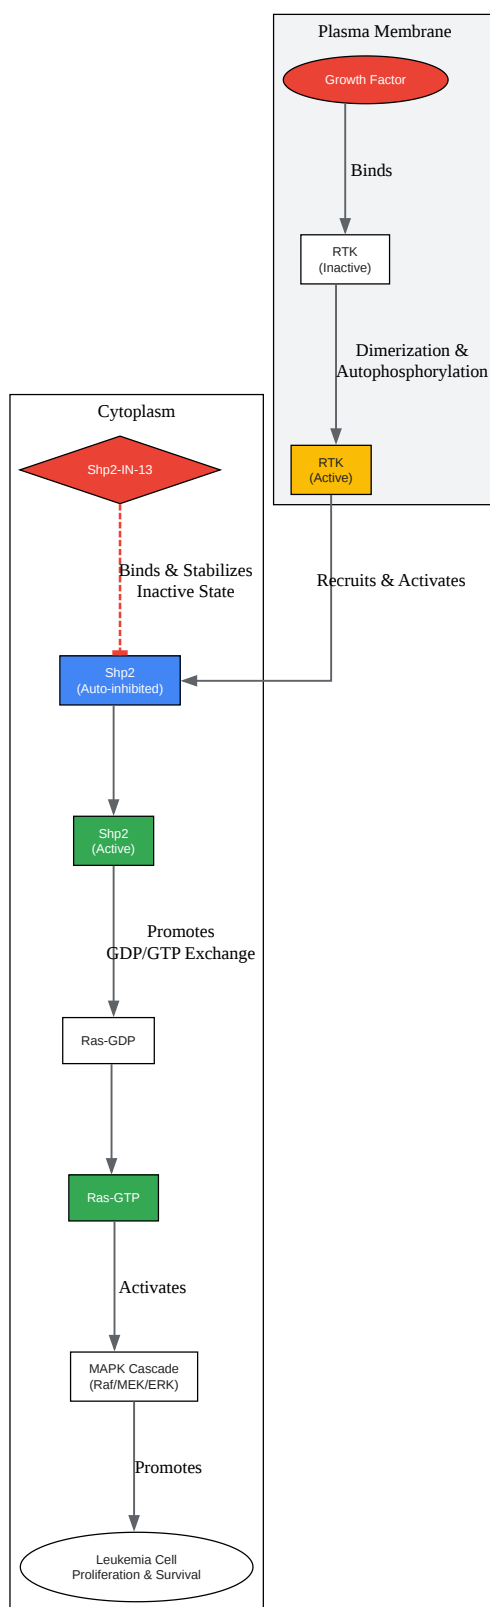 Plasma Membrane
Growth Factor
Binds
RTK
(Inactive)
Dimerization &
Autophosphorylation
RTK
(Active)
Recruits & Activates
Cytoplasm
Shp2-IN-13
Binds & Stabilizes
Inactive State
Shp2
(Auto-inhibited)
Shp2
(Active)
Promotes
GDP/GTP Exchange
Ras-GDP
Ras-GTP
Activates
MAPK Cascade
(Raf/MEK/ERK)
Promotes
Leukemia Cell
Proliferation & Survival